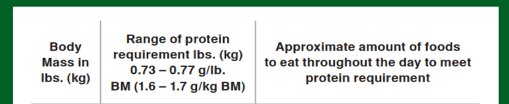 Body
Mass in
lbs. (kg)
Range of protein
requirement lbs. (kg)
0.73 – 0.77 g/lb.
BM (1.6 – 1.7 g/kg BM)
Approximate amount of foods
to eat throughout the day to meet
protein requirement